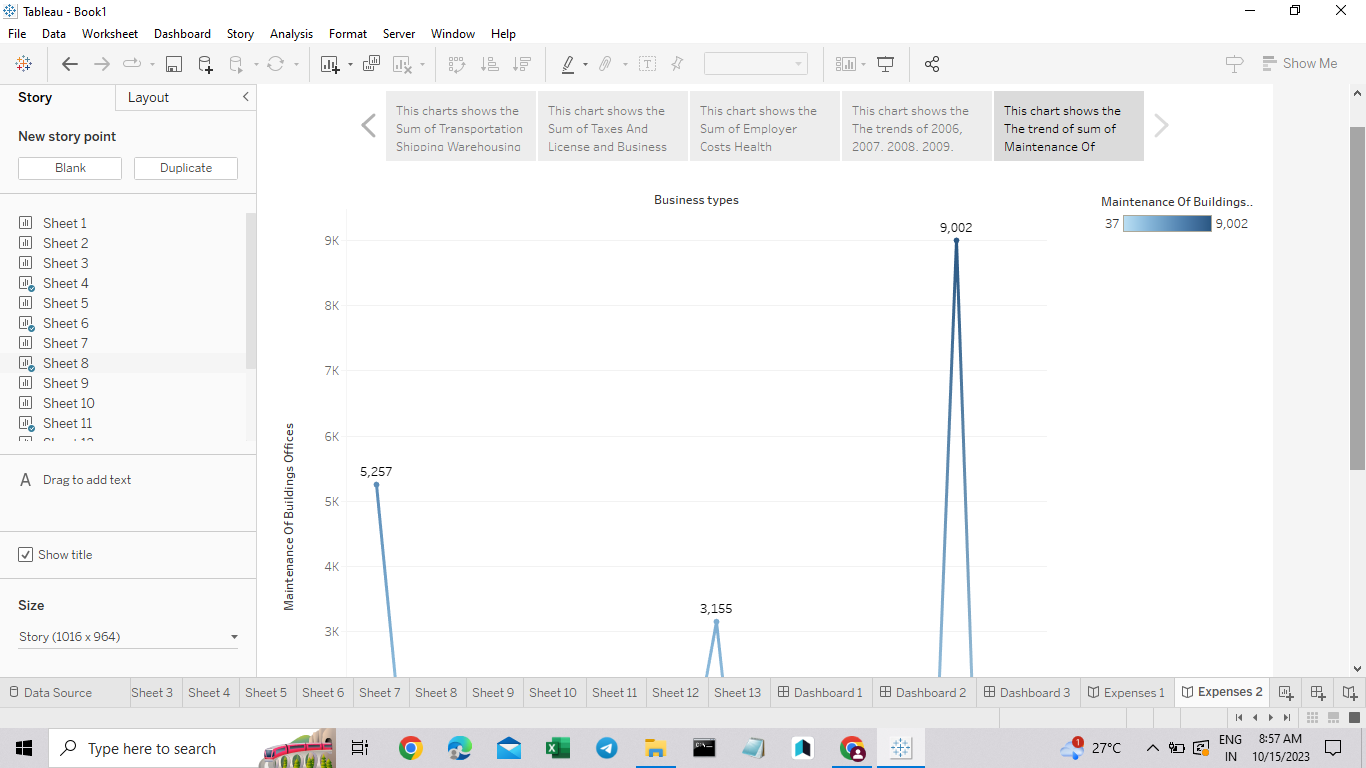 Tableau - Book1
File Data Worksheet Dashboard Story Analysis Format Server Window Help
Show Me
Story Layout
New story point
Blank Duplicate
Sheet 1
Sheet 2
Sheet 3
Sheet 4
Sheet 5
Sheet 6
Sheet 7
Sheet 8
Sheet 9
Sheet 10
Sheet 11
A Drag to add text
Show title
Size
Story (1016 x 964)
This charts shows the
Sum of Transportation
Shipping Warehousing
This chart shows the
Sum of Taxes And
License and Business
This chart shows the
Sum of Employer
Costs Health
This chart shows the
The trends of 2006,
2007, 2008, 2009,
This chart shows the
The trend of sum of
Maintenance Of
Business types
Maintenance Of Buildings..
37 9,002
Maintenance Of Buildings Offices
9K
8K
7K
6K
5K
4K
3K
9,002
5,257
3,155
Data Source Sheet 3 Sheet 4 Sheet 5 Sheet 6 Sheet 7 Sheet 8 Sheet 9 Sheet 10 Sheet 11 Sheet 12 Sheet 13 Dashboard 1 Dashboard 2 Dashboard 3 Expenses 1 Expenses 2
Type here to search
1
27°C
ENG
IN
8:57 AM
10/15/2023